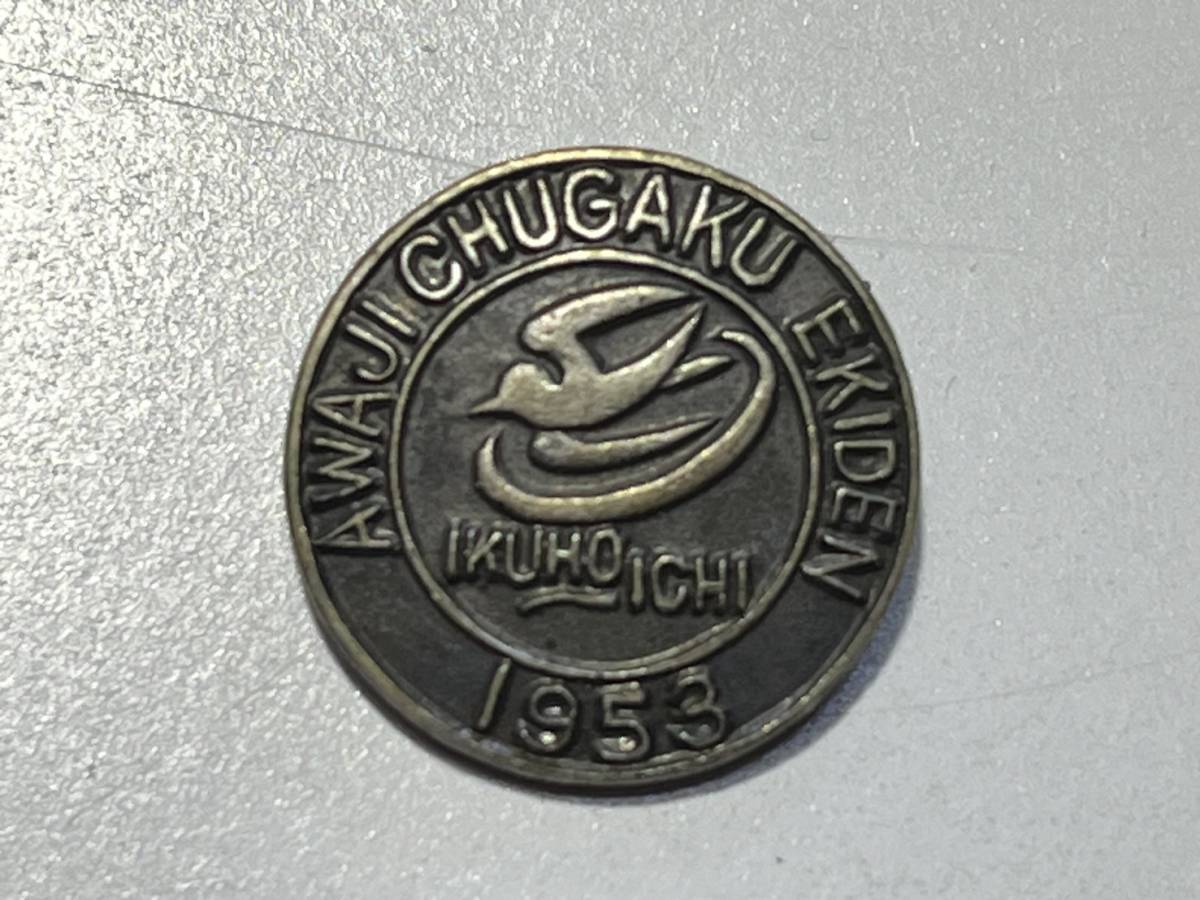 AWAJI CHUGAKU EKIDEN
IKUHO ICHI
1953